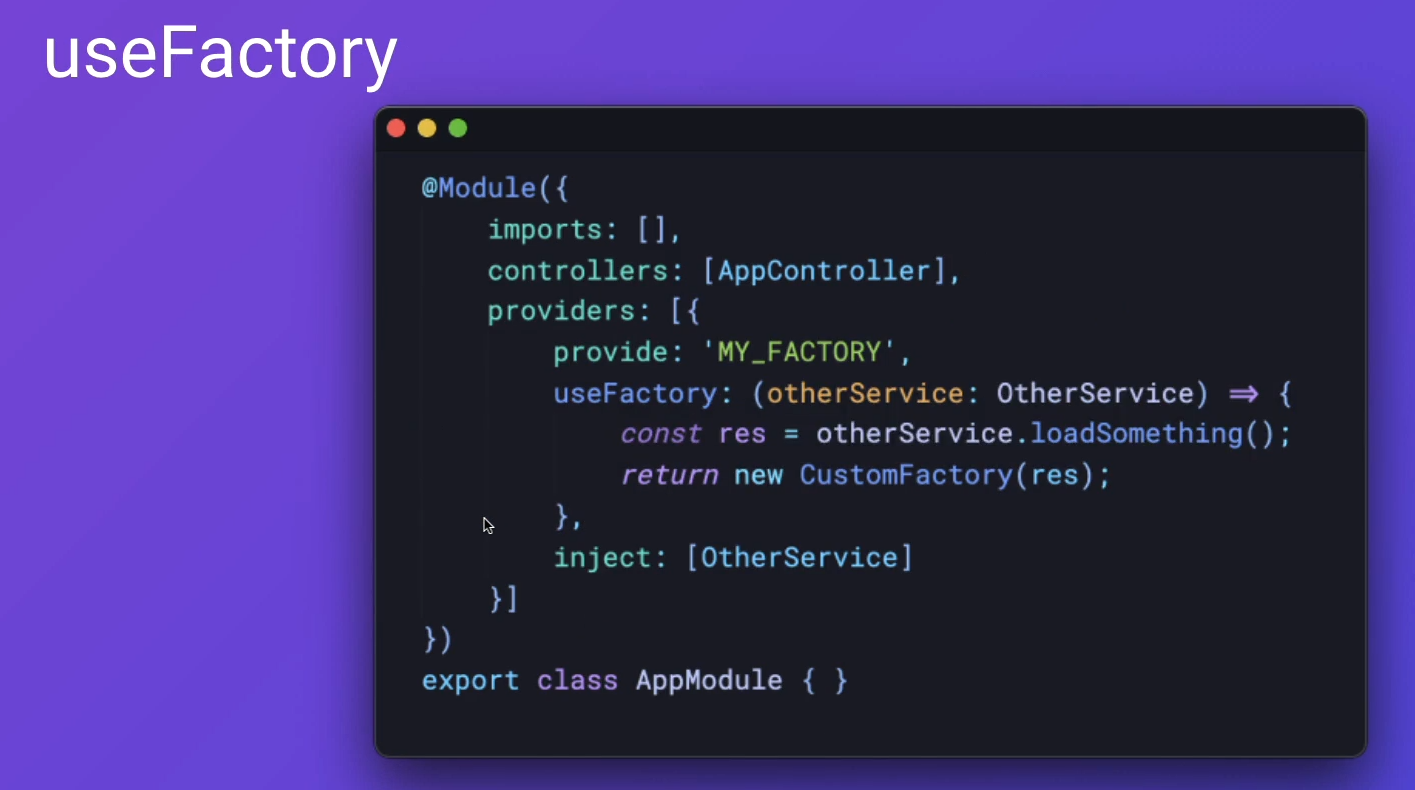 useFactory
@Module({
    imports: [],
    controllers: [AppController],
    providers: [{
        provide: 'MY_FACTORY',
        useFactory: (otherService: OtherService) => {
            const res = otherService.loadSomething();
            return new CustomFactory(res);
        },
        inject: [OtherService]
    }]
})
export class AppModule { }